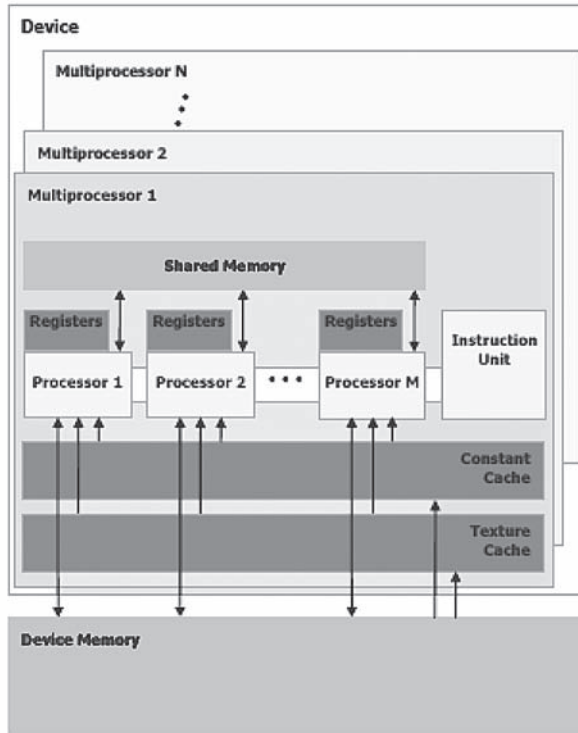 Device
Multiprocessor N
Multiprocessor 2
Multiprocessor 1
Shared Memory
Registers
Registers
Registers
Instruction
Unit
Processor 1
Processor 2
Processor M
Constant
Cache
Texture
Cache
Device Memory